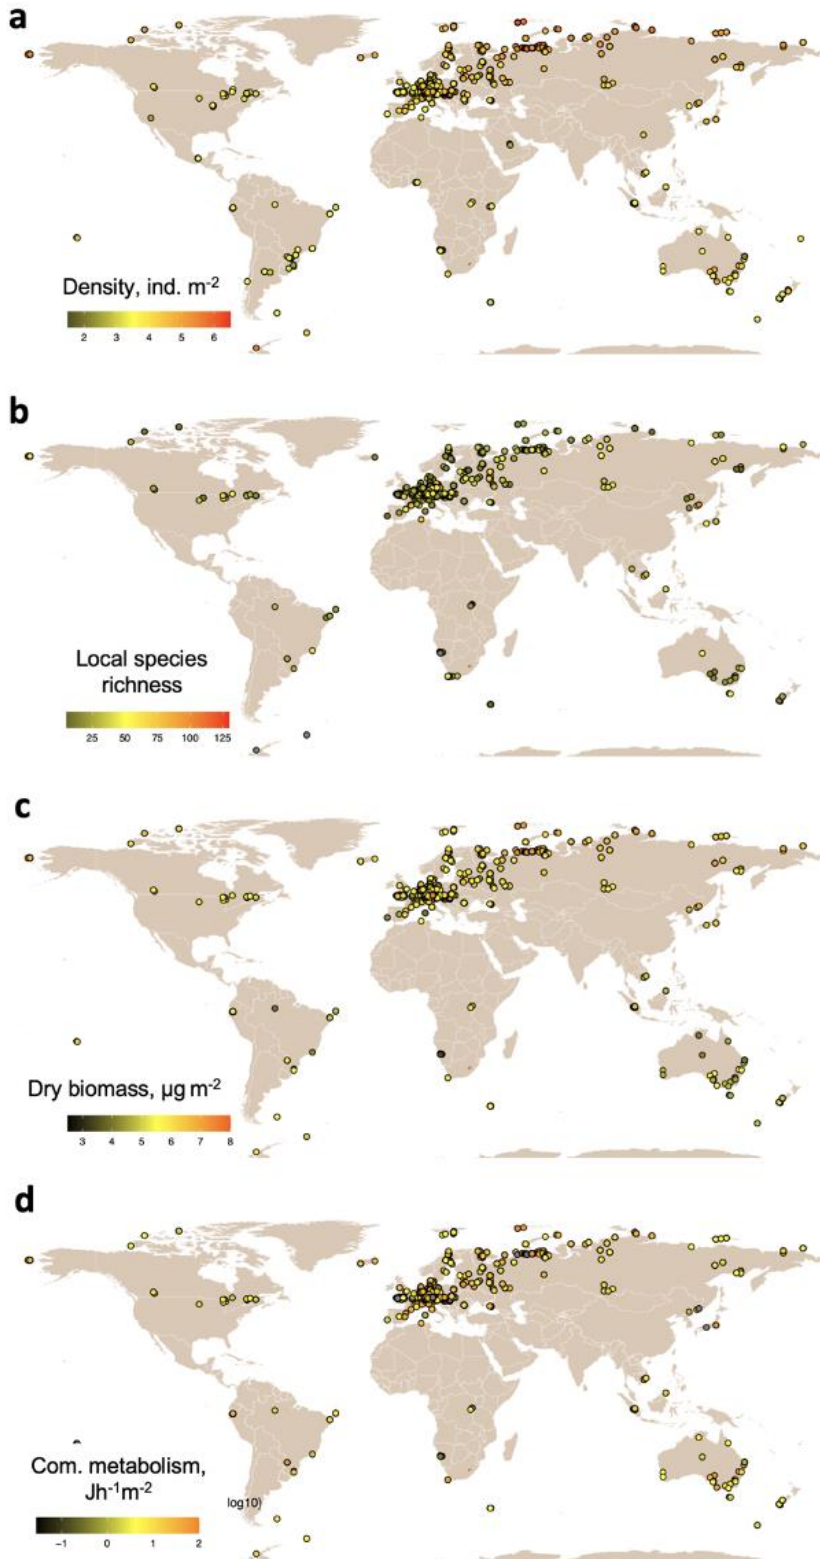 a
Density, ind. m⁻²
2 3 4 5 6
b
Local species
richness
25 50 75 100 125
c
Dry biomass, µg m⁻²
3 4 5 6 7 8
d
Com. metabolism,
Jh⁻¹m⁻²
log10)
−1 0 1 2